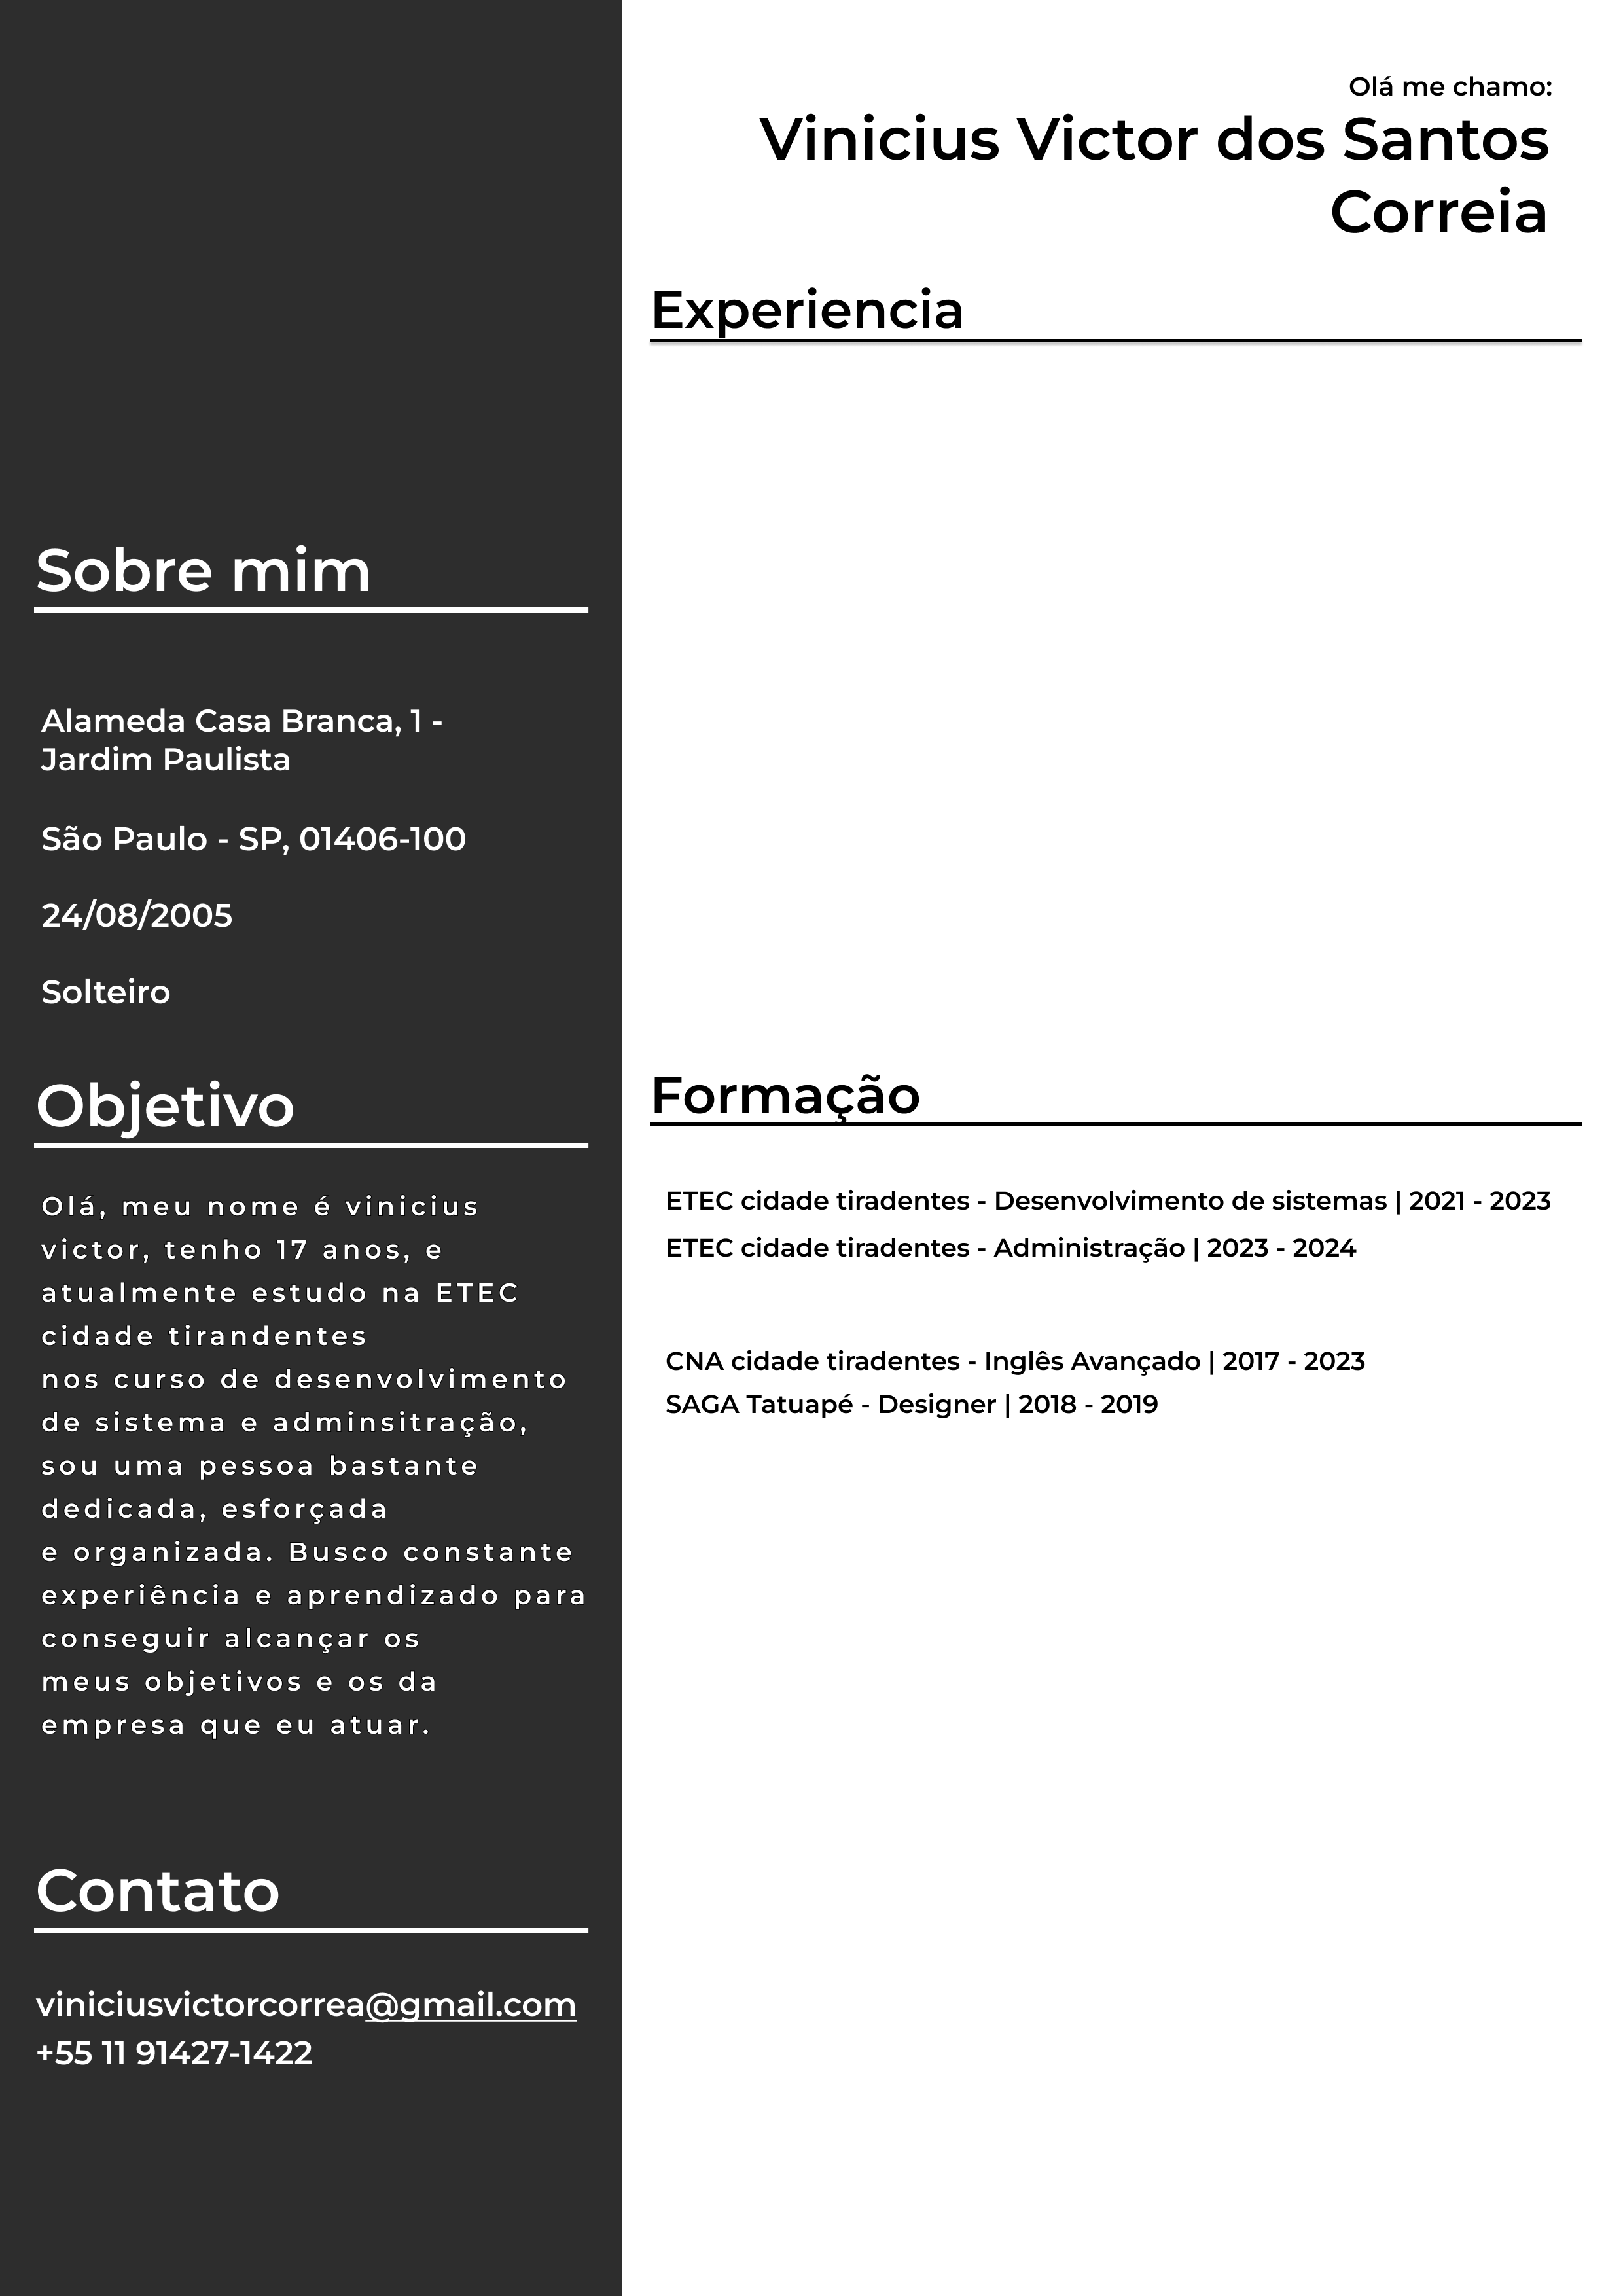 Olá me chamo:
Vinicius Victor dos Santos
Correia
Experiencia
Sobre mim
Alameda Casa Branca, 1 -
Jardim Paulista
São Paulo - SP, 01406-100
24/08/2005
Solteiro
Objetivo
Olá, meu nome é vinicius
victor, tenho 17 anos, e
atualmente estudo na ETEC
cidade tirandentes
nos curso de desenvolvimento
de sistema e adminsitração,
sou uma pessoa bastante
dedicada, esforçada
e organizada. Busco constante
experiência e aprendizado para
conseguir alcançar os
meus objetivos e os da
empresa que eu atuar.
Contato
viniciusvictorcorrea@gmail.com
+55 11 91427-1422
Formação
ETEC cidade tiradentes - Desenvolvimento de sistemas | 2021 - 2023
ETEC cidade tiradentes - Administração | 2023 - 2024
CNA cidade tiradentes - Inglês Avançado | 2017 - 2023
SAGA Tatuapé - Designer | 2018 - 2019